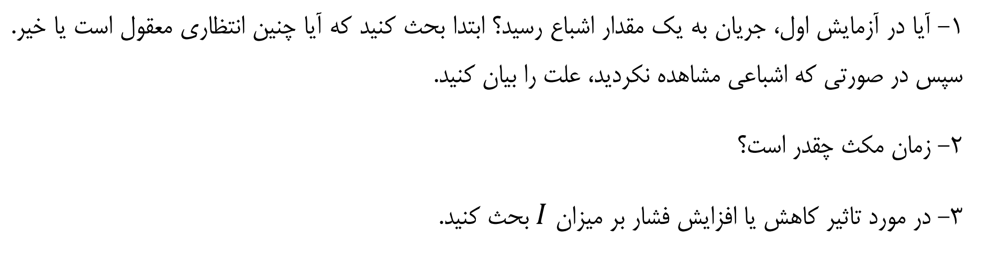 ۱- آیا در آزمایش اول، جریان به یک مقدار اشباع رسید؟ ابتدا بحث کنید که آیا چنین انتظاری معقول است یا خیر.
سپس در صورتی که اشباعی مشاهده نکردید، علت را بیان کنید.
۲- زمان مکث چقدر است؟
۳- در مورد تاثیر کاهش یا افزایش فشار بر میزان I بحث کنید.